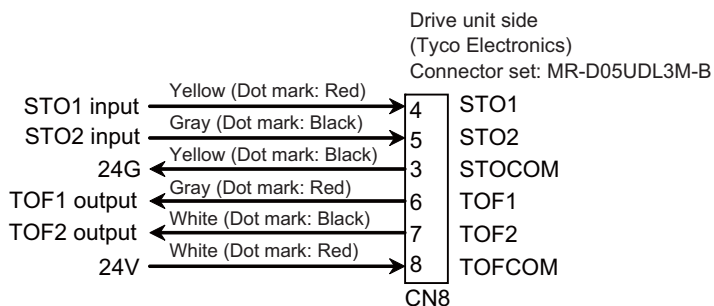 Drive unit side
(Tyco Electronics)
Connector set: MR-D05UDL3M-B
STO1 input Yellow (Dot mark: Red) 4 STO1
STO2 input Gray (Dot mark: Black) 5 STO2
24G Yellow (Dot mark: Black) 3 STOCOM
TOF1 output Gray (Dot mark: Red) 6 TOF1
TOF2 output White (Dot mark: Black) 7 TOF2
24V White (Dot mark: Red) 8 TOFCOM
CN8